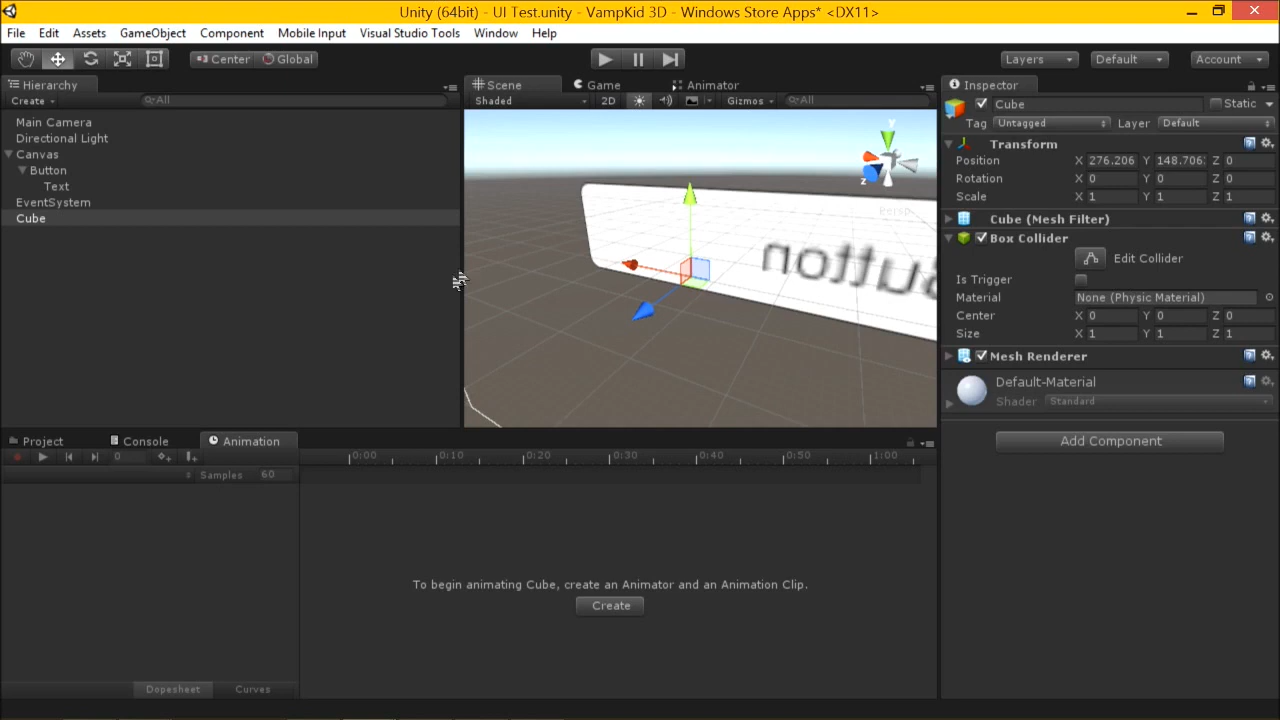 Unity (64bit) - UI Test.unity - VampKid 3D - Windows Store Apps* <DX11>
File Edit Assets GameObject Component Mobile Input Visual Studio Tools Window Help
Center Global Layers Default Account
Hierarchy
Create All
Main Camera
Directional Light
Canvas
Button
Text
EventSystem
Cube
Scene Game Animator
Shaded 2D Gizmos All
y
z
Persp
Button
Inspector
Cube Static
Tag Untagged Layer Default
Transform
Position X 276.206 Y 148.706 Z 0
Rotation X 0 Y 0 Z 0
Scale X 1 Y 1 Z 1
Cube (Mesh Filter)
Box Collider
Edit Collider
Is Trigger
Material None (Physic Material)
Center X 0 Y 0 Z 0
Size X 1 Y 1 Z 1
Mesh Renderer
Default-Material
Shader Standard
Add Component
Project Console Animation
0 0:00 0:10 0:20 0:30 0:40 0:50 1:00
Samples 60
To begin animating Cube, create an Animator and an Animation Clip.
Create
Dopesheet Curves